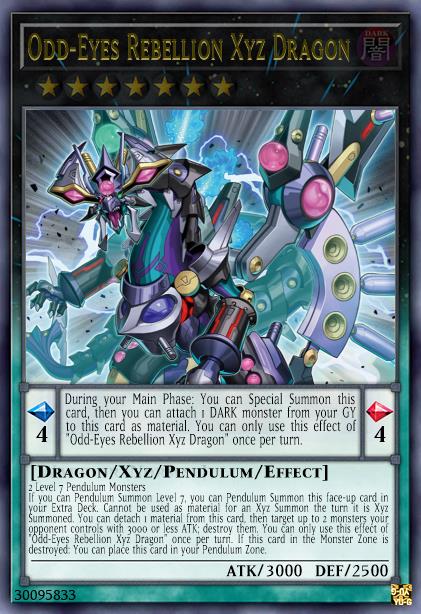 Odd-Eyes Rebellion Xyz Dragon
DARK
闇
During your Main Phase: You can Special Summon this
card, then you can attach 1 DARK monster from your GY
to this card as material. You can only use this effect of
"Odd-Eyes Rebellion Xyz Dragon" once per turn.
4
4
[Dragon/Xyz/Pendulum/Effect]
2 Level 7 Pendulum Monsters
If you can Pendulum Summon Level 7, you can Pendulum Summon this face-up card in
your Extra Deck. Cannot be used as material for an Xyz Summon the turn it is Xyz
Summoned. You can detach 1 material from this card, then target up to 2 monsters your
opponent controls with 3000 or less ATK; destroy them. You can only use this effect of
"Odd-Eyes Rebellion Xyz Dragon" once per turn. If this card in the Monster Zone is
destroyed: You can place this card in your Pendulum Zone.
ATK/3000 DEF/2500
30095833